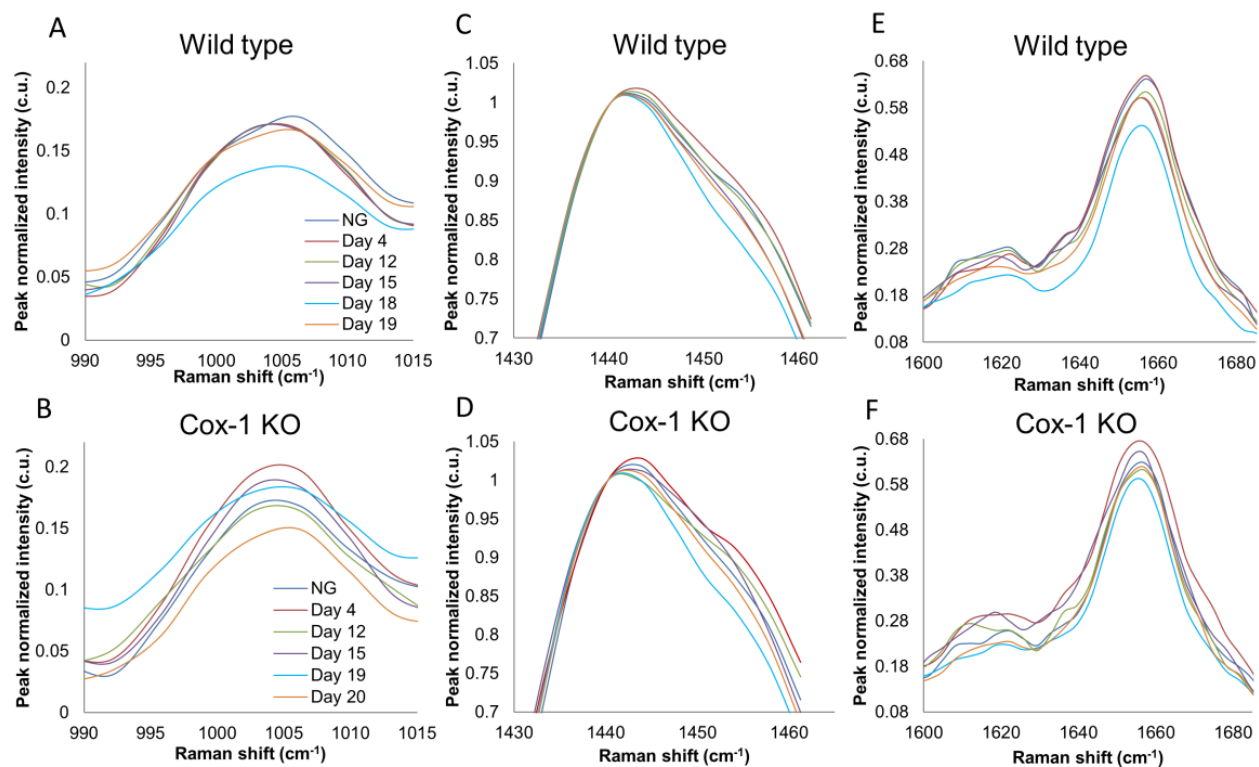 A
Wild type
Peak normalized intensity (c.u.)
0.2
0.15
0.1
0.05
0
NG
Day 4
Day 12
Day 15
Day 18
Day 19
990 995 1000 1005 1010 1015
Raman shift (cm-1)
C
Wild type
Peak normalized intensity (c.u.)
1.05
1
0.95
0.9
0.85
0.8
0.75
0.7
1430 1440 1450 1460
Raman shift (cm-1)
E
Wild type
Peak normalized intensity (c.u.)
0.68
0.58
0.48
0.38
0.28
0.18
0.08
1600 1620 1640 1660 1680
Raman shift (cm-1)
B
Cox-1 KO
Peak normalized intensity (c.u.)
0.2
0.15
0.1
0.05
0
NG
Day 4
Day 12
Day 15
Day 19
Day 20
990 995 1000 1005 1010 1015
Raman shift (cm-1)
D
Cox-1 KO
Peak normalized intensity (c.u.)
1.05
1
0.95
0.9
0.85
0.8
0.75
0.7
1430 1440 1450 1460
Raman shift (cm-1)
F
Cox-1 KO
Peak normalized intensity (c.u.)
0.68
0.58
0.48
0.38
0.28
0.18
0.08
1600 1620 1640 1660 1680
Raman shift (cm-1)